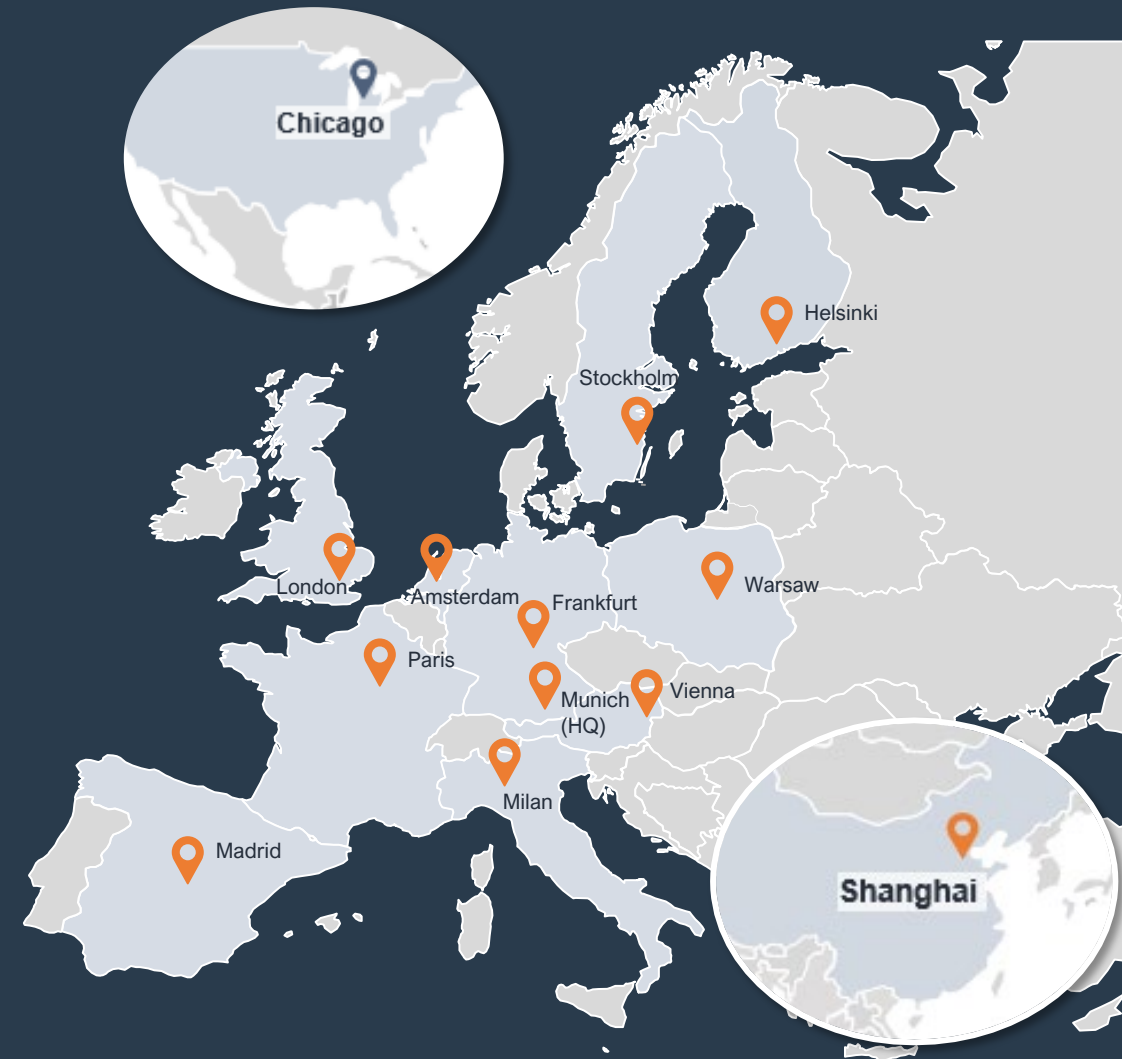 Chicago
Helsinki
Stockholm
London
Amsterdam
Frankfurt
Warsaw
Paris
Munich
(HQ)
Vienna
Milan
Madrid
Shanghai